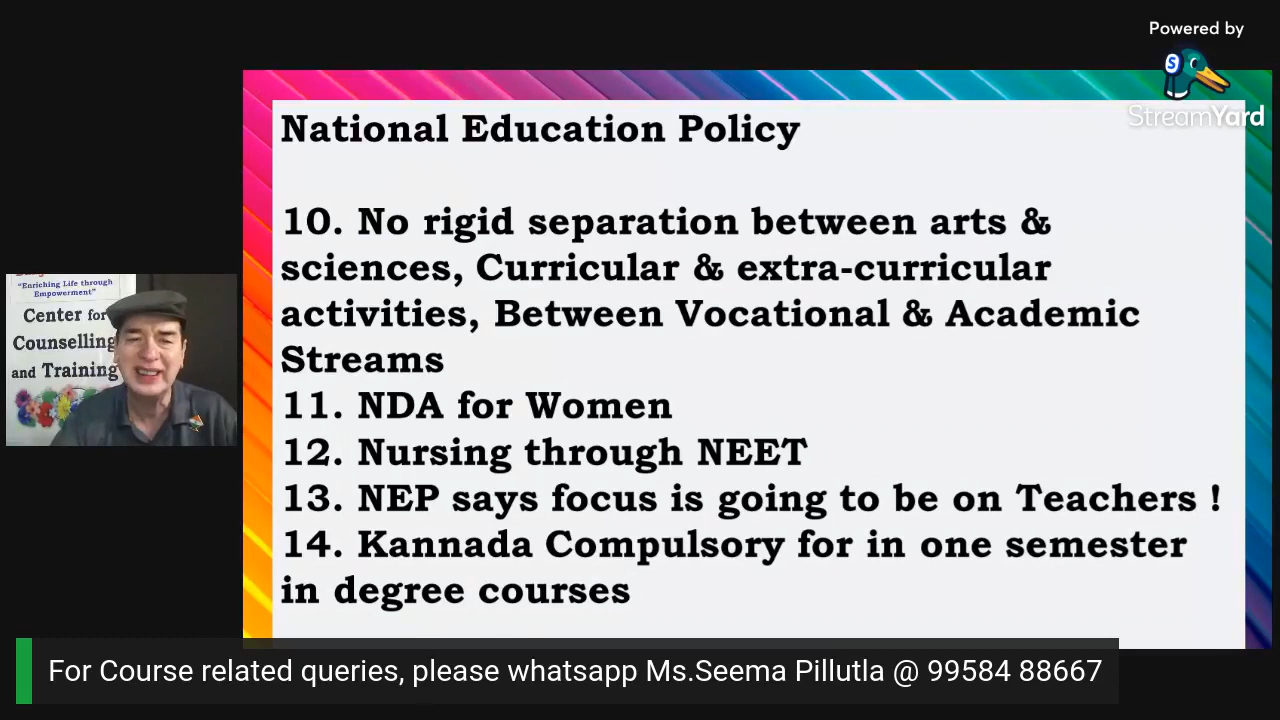 Powered by
StreamYard
National Education Policy
10. No rigid separation between arts &
sciences, Curricular & extra-curricular
activities, Between Vocational & Academic
Streams
11. NDA for Women
12. Nursing through NEET
13. NEP says focus is going to be on Teachers !
14. Kannada Compulsory for in one semester
in degree courses
"Enriching Life through
Empowerment"
Center for
Counselling
and Training
For Course related queries, please whatsapp Ms.Seema Pillutla @ 99584 88667